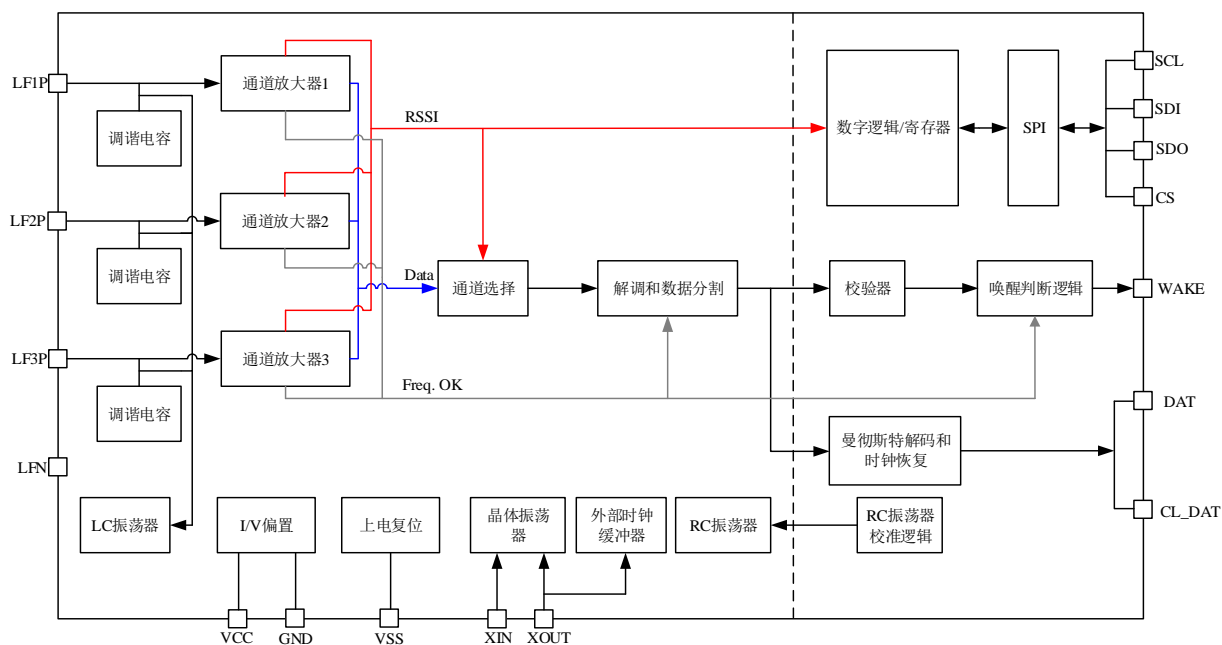 LF1P
通道放大器1
调谐电容
RSSI
数字逻辑/寄存器
SPI
SCL
SDI
SDO
CS
LF2P
通道放大器2
调谐电容
Data
通道选择
解调和数据分割
校验器
唤醒判断逻辑
WAKE
LF3P
通道放大器3
调谐电容
Freq. OK
DAT
曼彻斯特解码和
时钟恢复
LFN
CL_DAT
LC振荡器
I/V偏置
上电复位
晶体振荡
器
外部时钟
缓冲器
RC振荡器
RC振荡器
校准逻辑
VCC
GND
VSS
XIN
XOUT